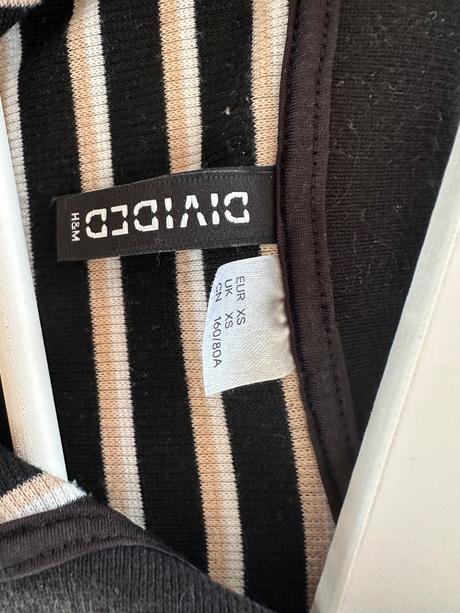 DIVIDED
H&M
EUR XS
UK XS
CN 160/80A